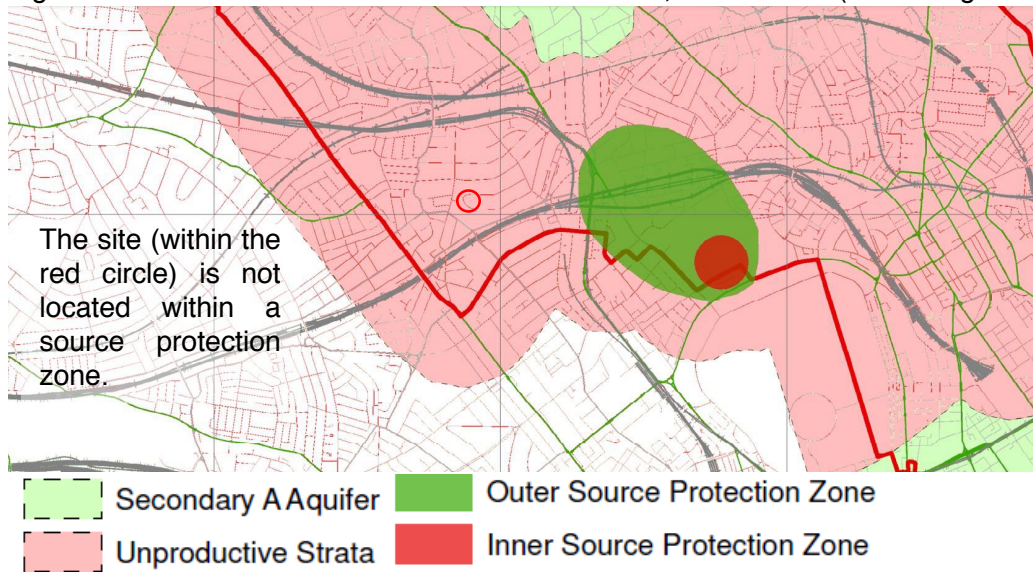 The site (within the
red circle) is not
located within a
source protection
zone.
Secondary A Aquifer
Outer Source Protection Zone
Unproductive Strata
Inner Source Protection Zone